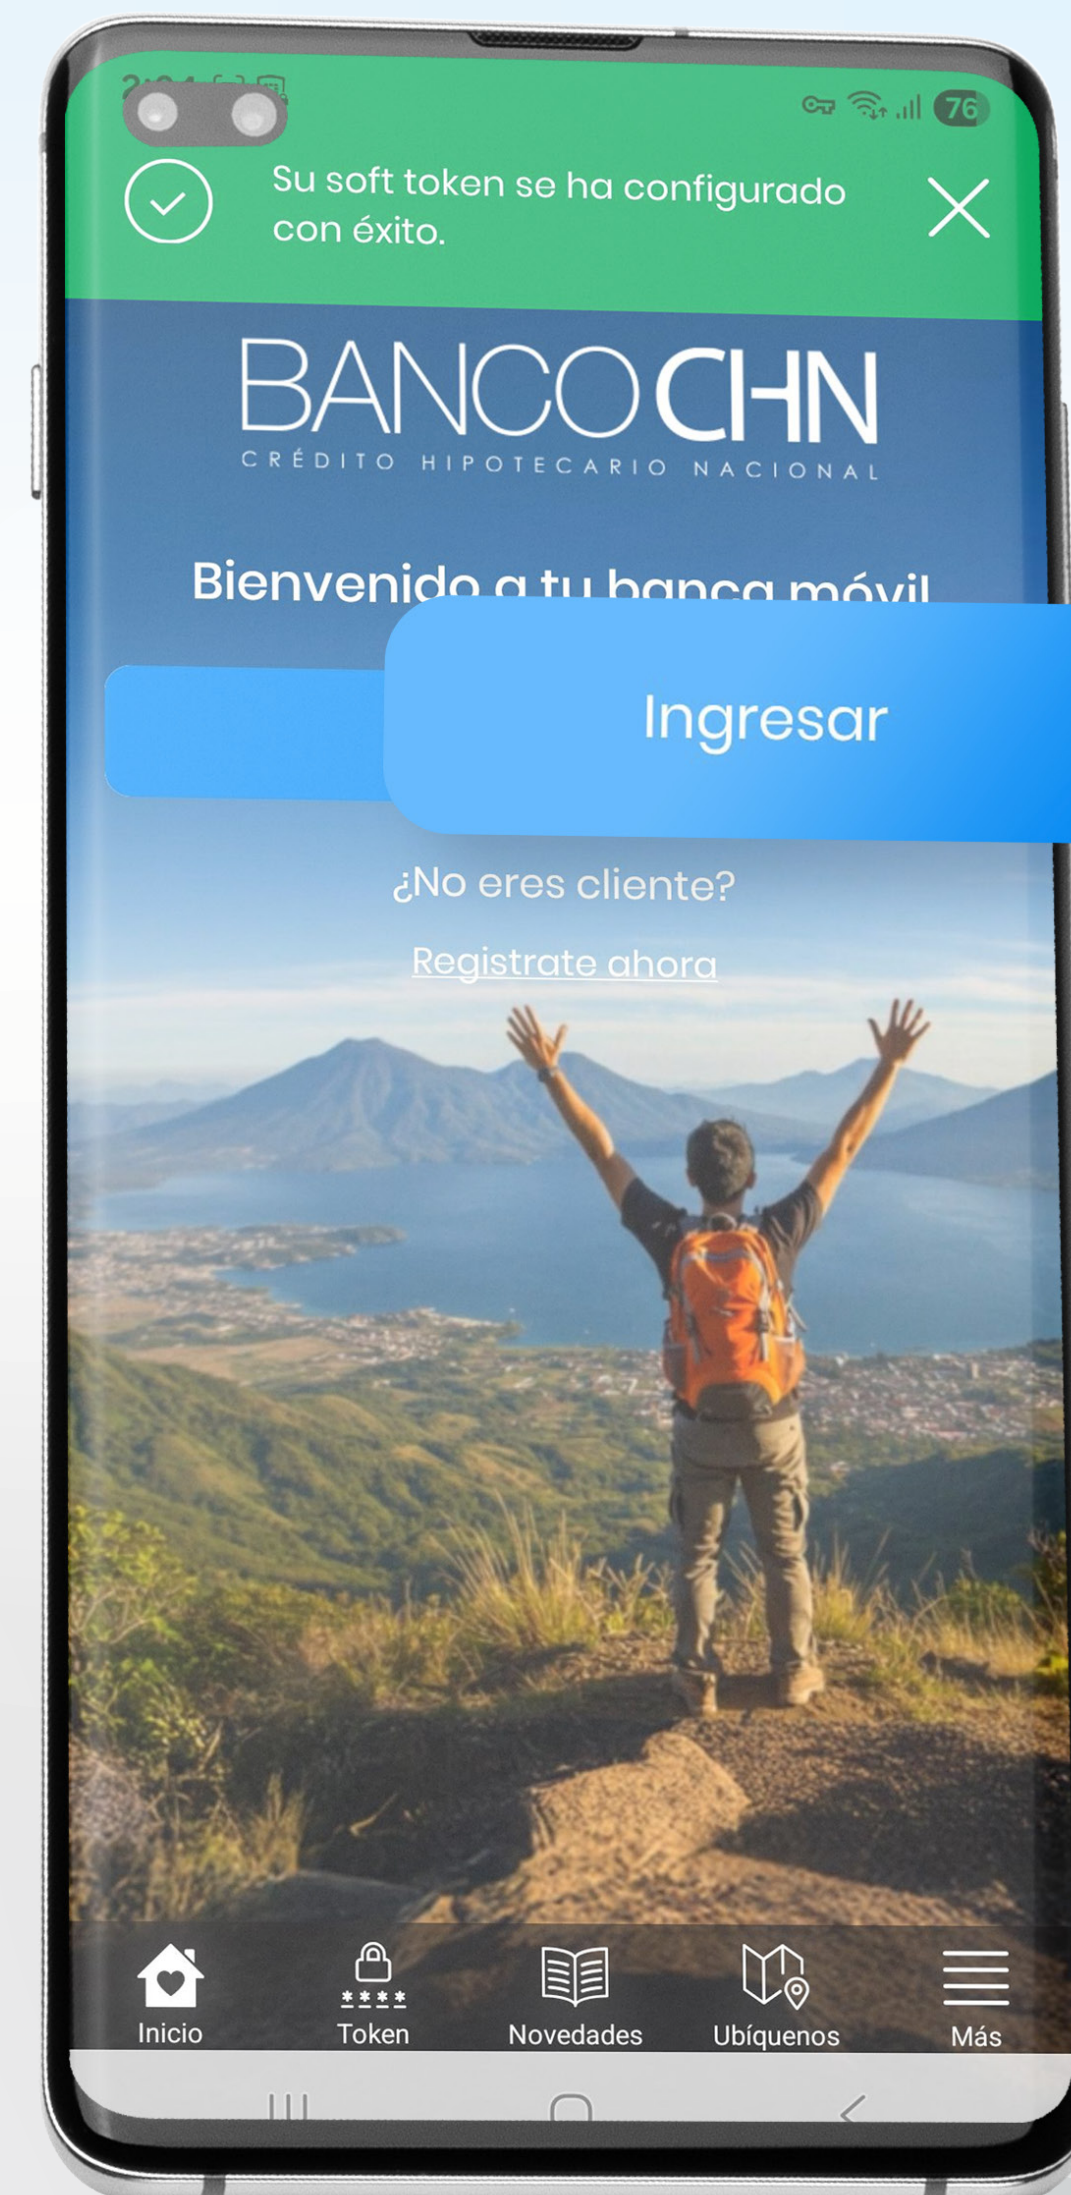 76
Su soft token se ha configurado
con éxito.
BANCO CHN
CRÉDITO HIPOTECARIO NACIONAL
Bienvenido a tu banca móvil
Ingresar
¿No eres cliente?
Registrate ahora
Inicio
Token
Novedades
Ubíquenos
Más